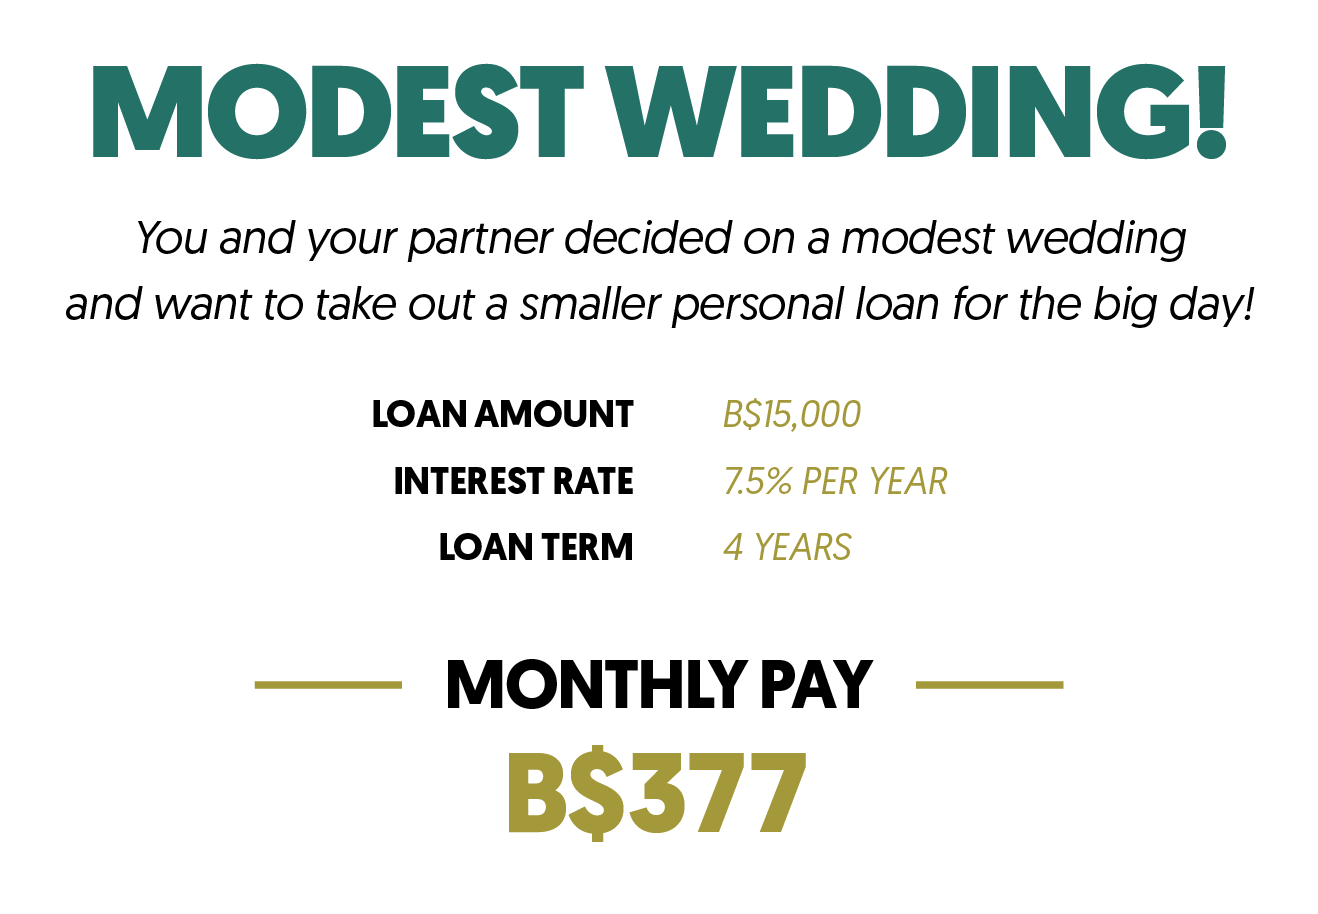 MODEST WEDDING!
You and your partner decided on a modest wedding
and want to take out a smaller personal loan for the big day!
LOAN AMOUNT B$15,000
INTEREST RATE 7.5% PER YEAR
LOAN TERM 4 YEARS
MONTHLY PAY
B$377